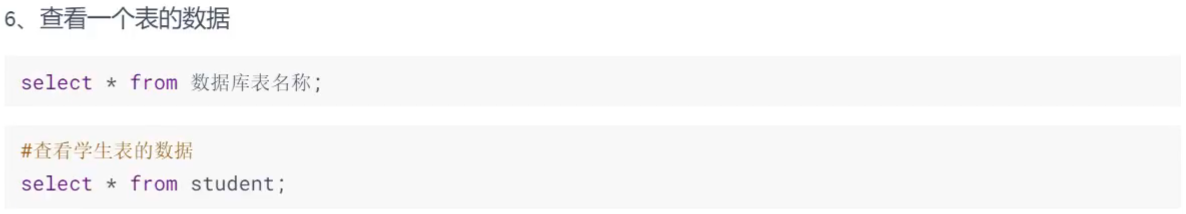 6、查看一个表的数据
select * from 数据库表名称;
#查看学生表的数据
select * from student;